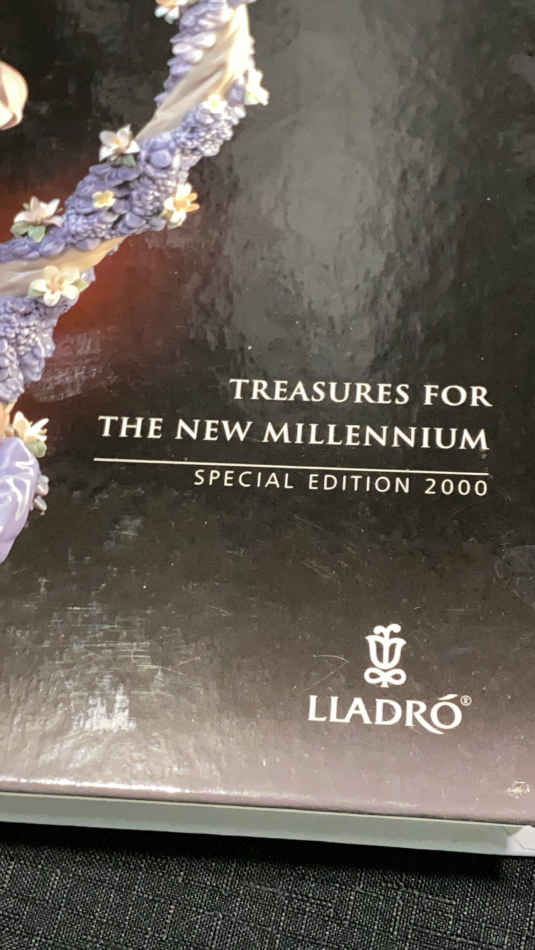 TREASURES FOR
THE NEW MILLENNIUM
SPECIAL EDITION 2000
LLADRÓ®